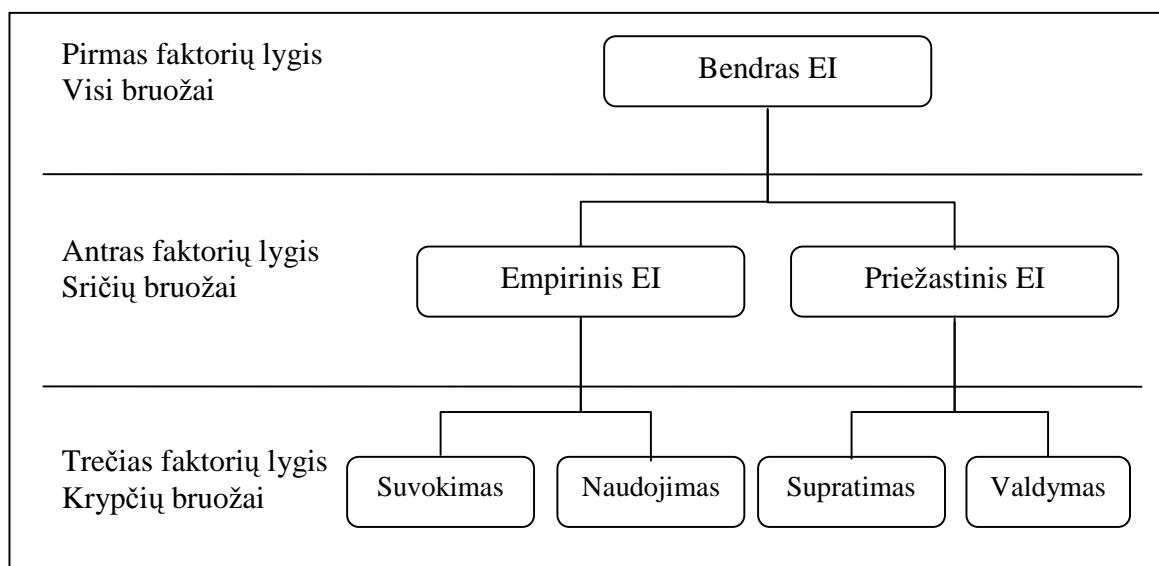 Pirmas faktorių lygis
Visi bruožai
Bendras EI
Antras faktorių lygis
Sričių bruožai
Empirinis EI
Priežastinis EI
Trečias faktorių lygis
Krypčių bruožai
Suvokimas
Naudojimas
Supratimas
Valdymas